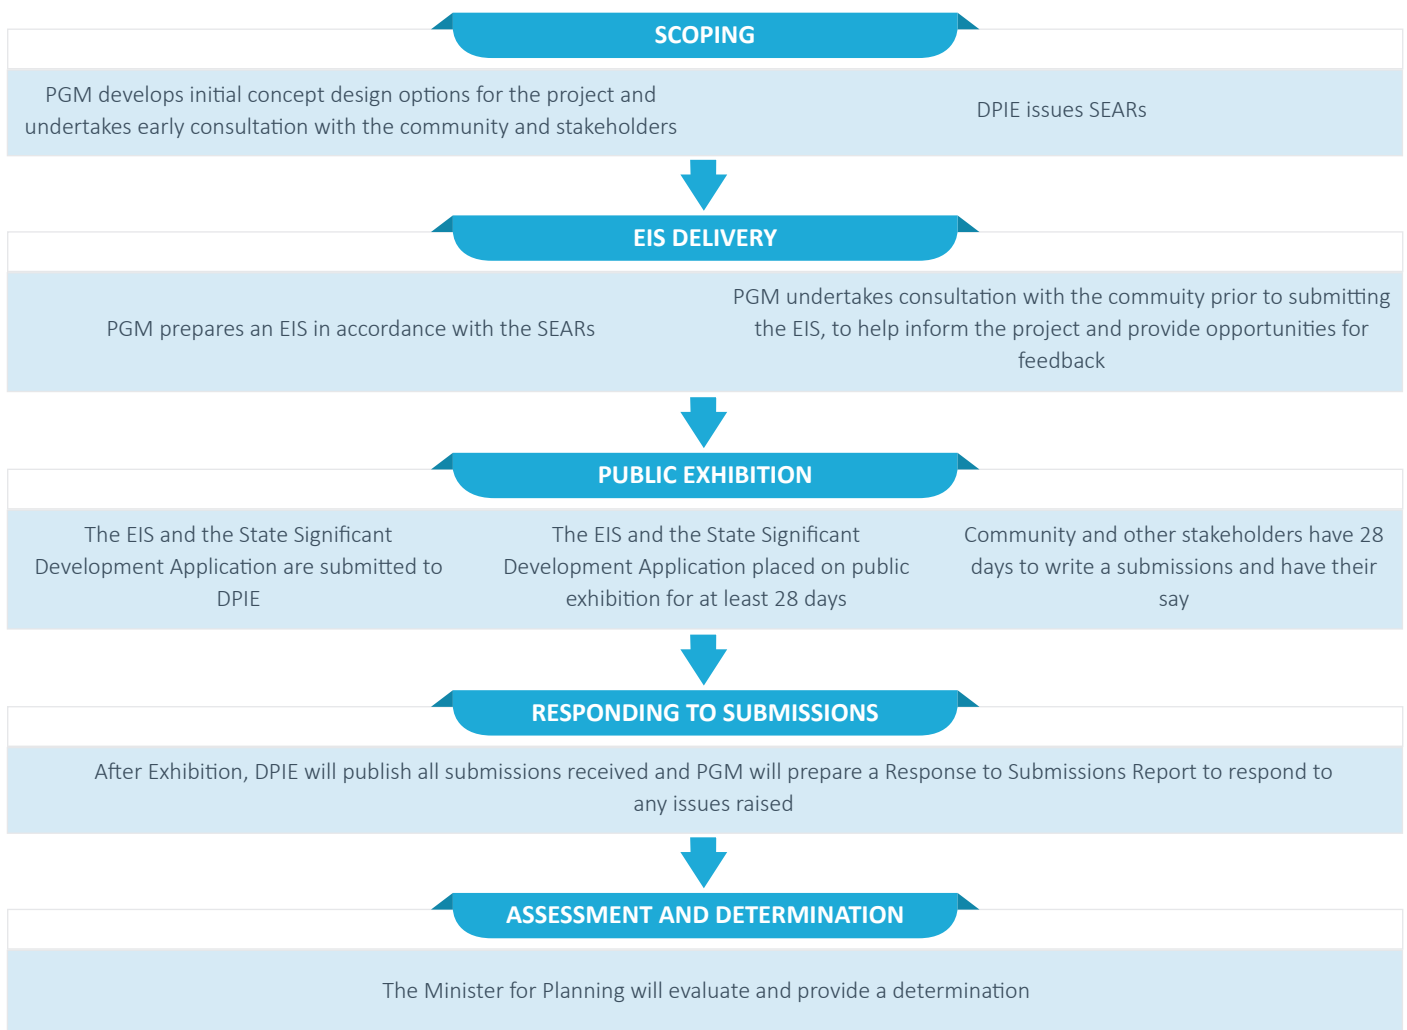 SCOPING
PGM develops initial concept design options for the project and
undertakes early consultation with the community and stakeholders
DPIE issues SEARs
EIS DELIVERY
PGM prepares an EIS in accordance with the SEARs
PGM undertakes consultation with the commuity prior to submitting
the EIS, to help inform the project and provide opportunities for
feedback
PUBLIC EXHIBITION
The EIS and the State Significant
Development Application are submitted to
DPIE
The EIS and the State Significant
Development Application placed on public
exhibition for at least 28 days
Community and other stakeholders have 28
days to write a submissions and have their
say
RESPONDING TO SUBMISSIONS
After Exhibition, DPIE will publish all submissions received and PGM will prepare a Response to Submissions Report to respond to
any issues raised
ASSESSMENT AND DETERMINATION
The Minister for Planning will evaluate and provide a determination